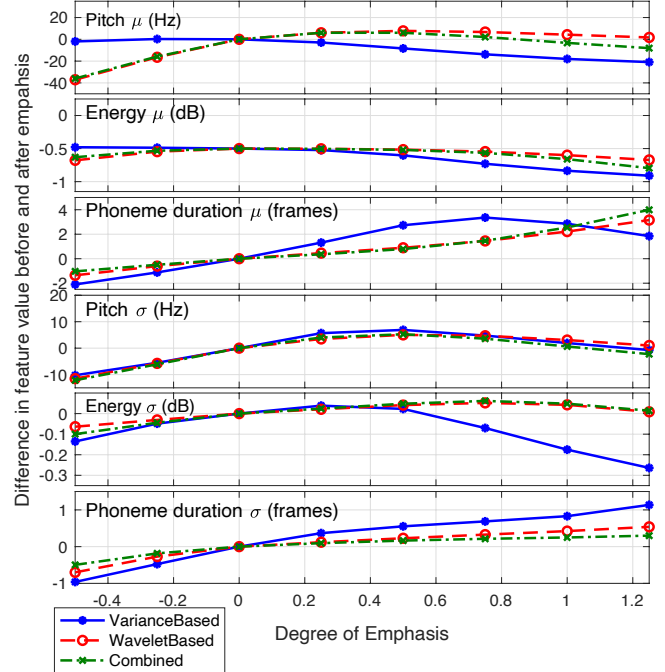 Difference in feature value before and after empahsis
Pitch μ (Hz)
20
0
-20
-40
Energy μ (dB)
0
-0.5
-1
Phoneme duration μ (frames)
4
2
0
-2
Pitch σ (Hz)
20
10
0
-10
Energy σ (dB)
0
-0.1
-0.2
-0.3
Phoneme duration σ (frames)
1
0
-1
-0.4 -0.2 0 0.2 0.4 0.6 0.8 1 1.2
Degree of Emphasis
VarianceBased
WaveletBased
Combined